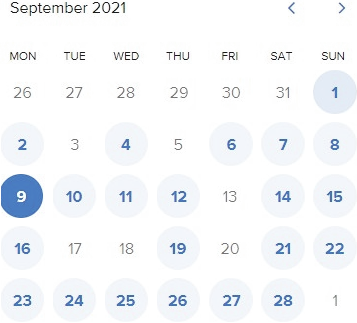 September 2021
MON TUE WED THU FRI SAT SUN
26 27 28 29 30 31 1
2 3 4 5 6 7 8
9 10 11 12 13 14 15
16 17 18 19 20 21 22
23 24 25 26 27 28 1